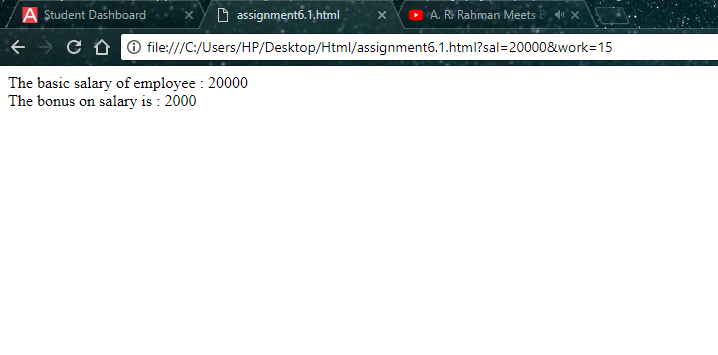 A Student Dashboard
assignment6.1.html
A. R. Rahman Meets
file:///C:/Users/HP/Desktop/Html/assignment6.1.html?sal=20000&work=15
The basic salary of employee : 20000
The bonus on salary is : 2000